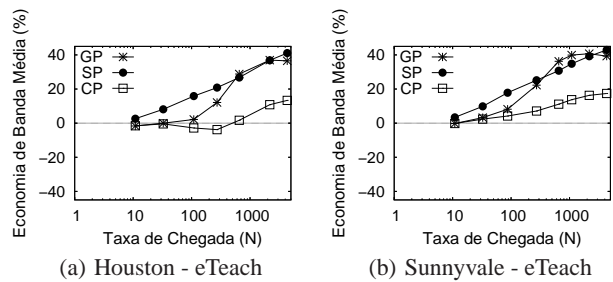 Economia de Banda Média (%)
40
20
0
−20
−40
GP
SP
CP
1
10
100
1000
Taxa de Chegada (N)
(a) Houston - eTeach
Economia de Banda Média (%)
40
20
0
−20
−40
GP
SP
CP
1
10
100
1000
Taxa de Chegada (N)
(b) Sunnyvale - eTeach